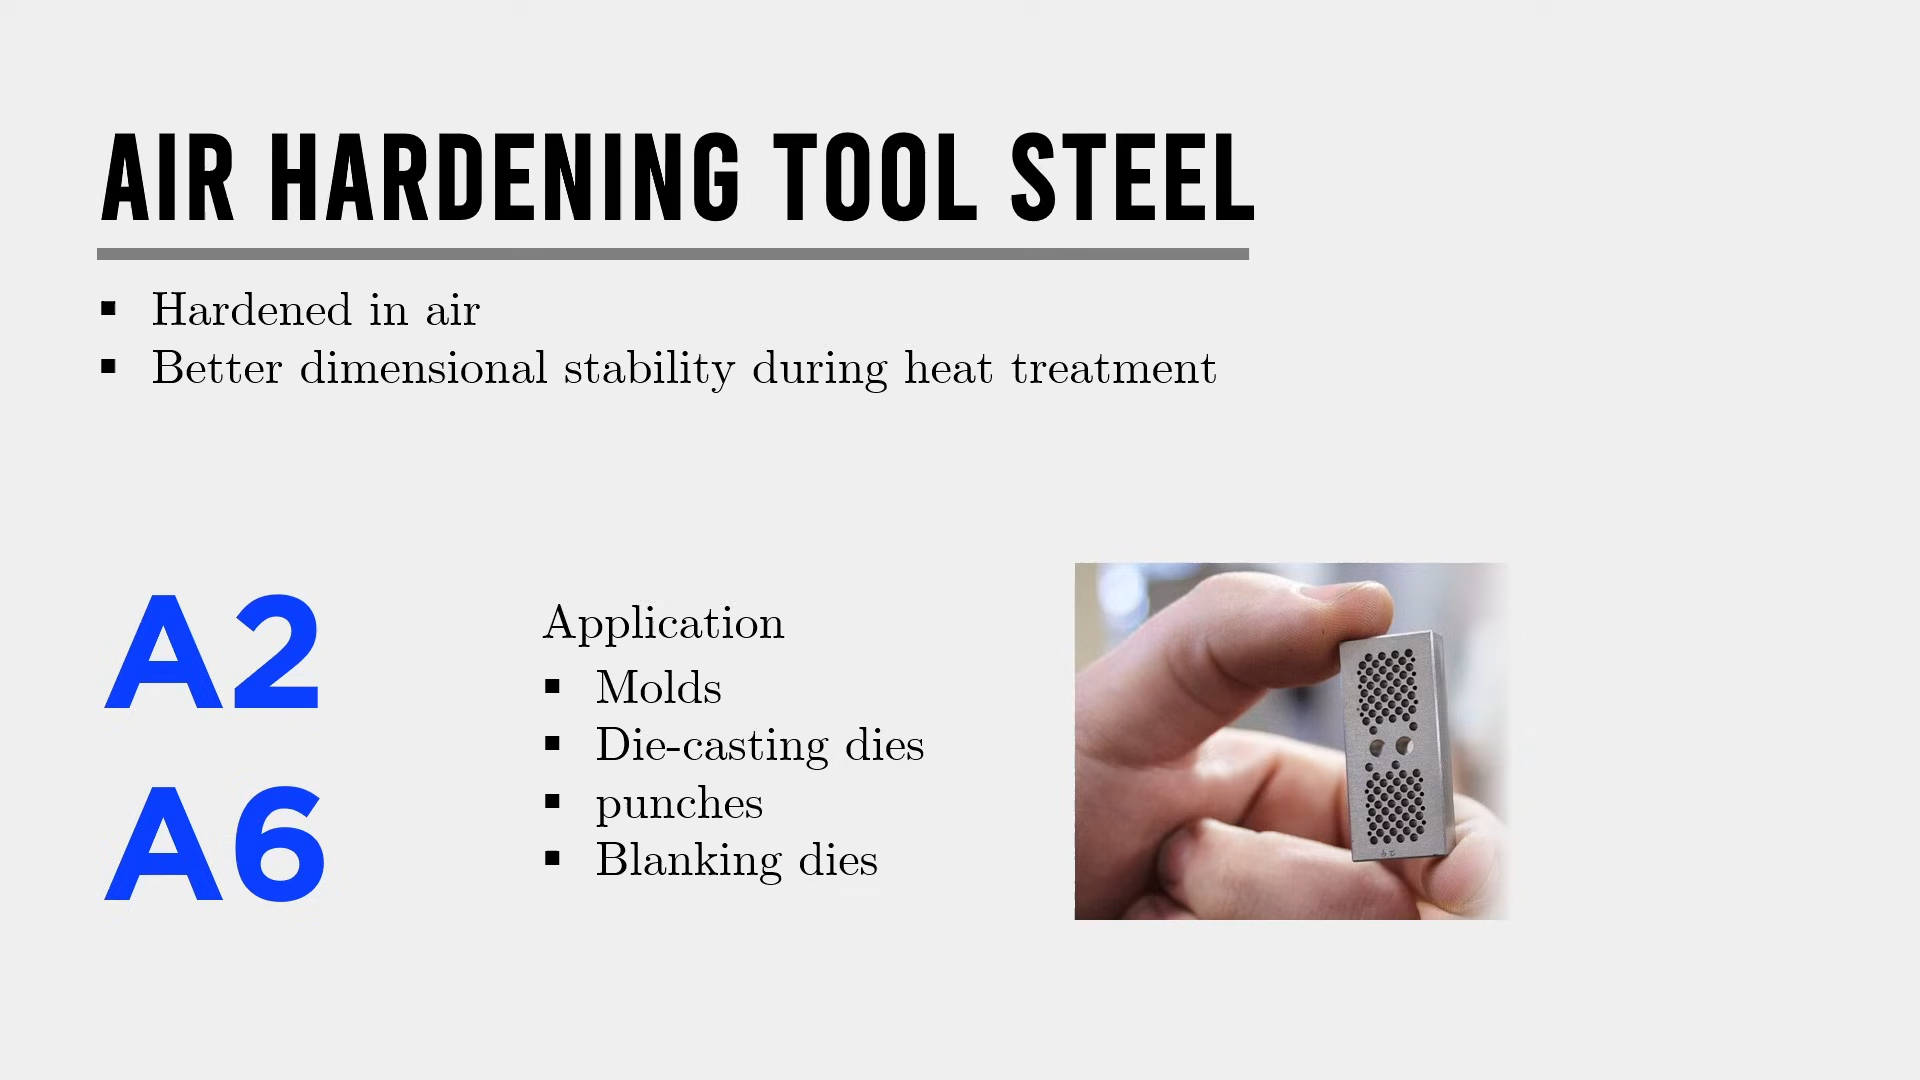 AIR HARDENING TOOL STEEL
▪ Hardened in air
▪ Better dimensional stability during heat treatment
A2
A6
Application
▪ Molds
▪ Die-casting dies
▪ punches
▪ Blanking dies